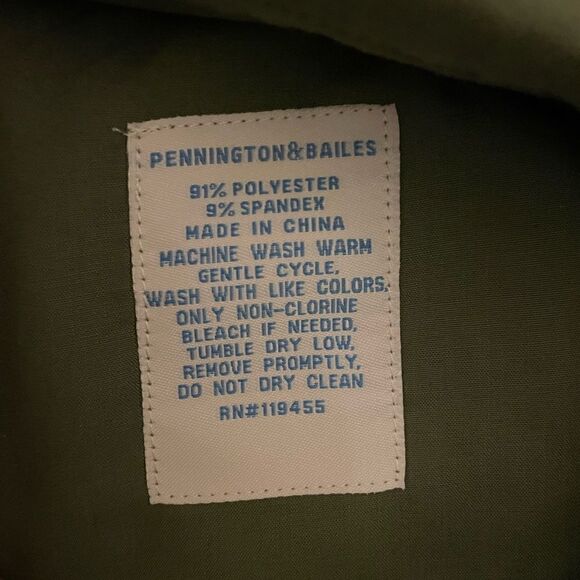 PENNINGTON&BAILES
91% POLYESTER
9% SPANDEX
MADE IN CHINA
MACHINE WASH WARM
GENTLE CYCLE,
WASH WITH LIKE COLORS.
ONLY NON-CLORINE
BLEACH IF NEEDED,
TUMBLE DRY LOW,
REMOVE PROMPTLY,
DO NOT DRY CLEAN
RN#119455